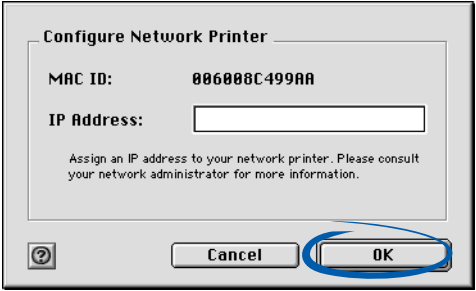 Configure Network Printer
MAC ID: 006008C499AA
IP Address:
Assign an IP address to your network printer. Please consult
your network administrator for more information.
?
Cancel
OK